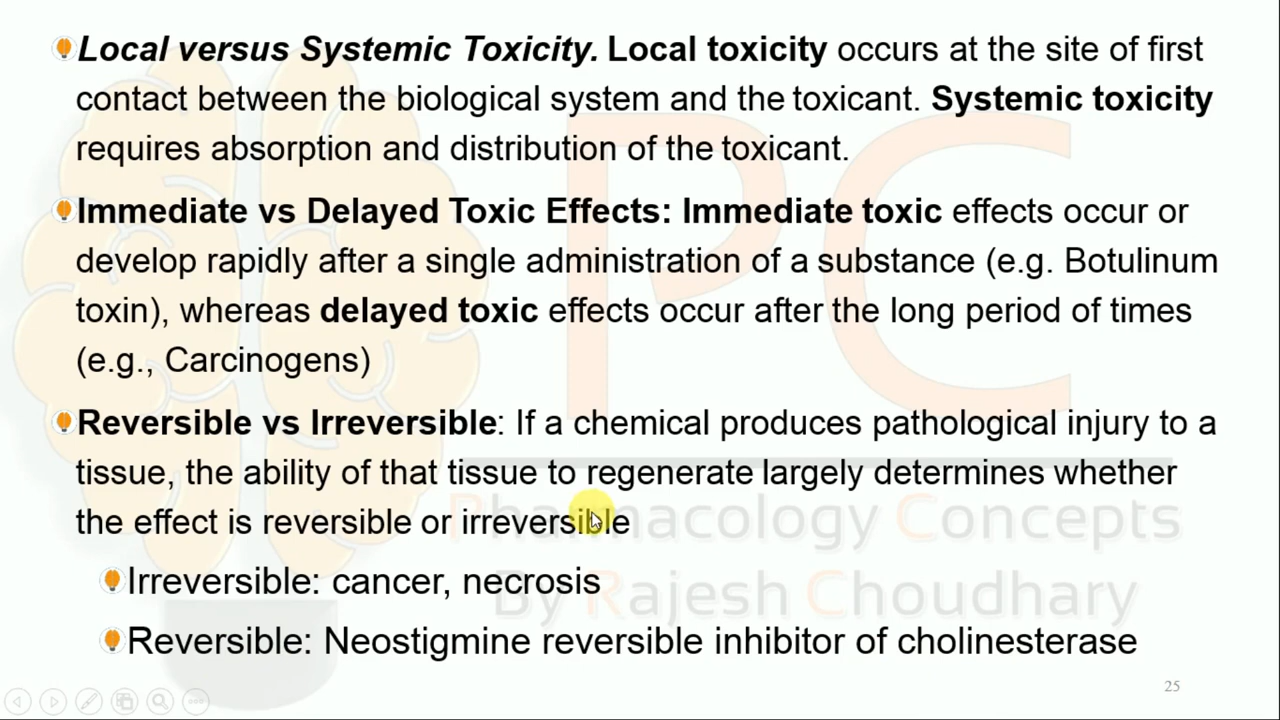 Local versus Systemic Toxicity. Local toxicity occurs at the site of first
contact between the biological system and the toxicant. Systemic toxicity
requires absorption and distribution of the toxicant.
Immediate vs Delayed Toxic Effects: Immediate toxic effects occur or
develop rapidly after a single administration of a substance (e.g. Botulinum
toxin), whereas delayed toxic effects occur after the long period of times
(e.g., Carcinogens)
Reversible vs Irreversible: If a chemical produces pathological injury to a
tissue, the ability of that tissue to regenerate largely determines whether
the effect is reversible or irreversible
Irreversible: cancer, necrosis
Reversible: Neostigmine reversible inhibitor of cholinesterase
PC
Pharmacology Concepts
By Rajesh Choudhary
25